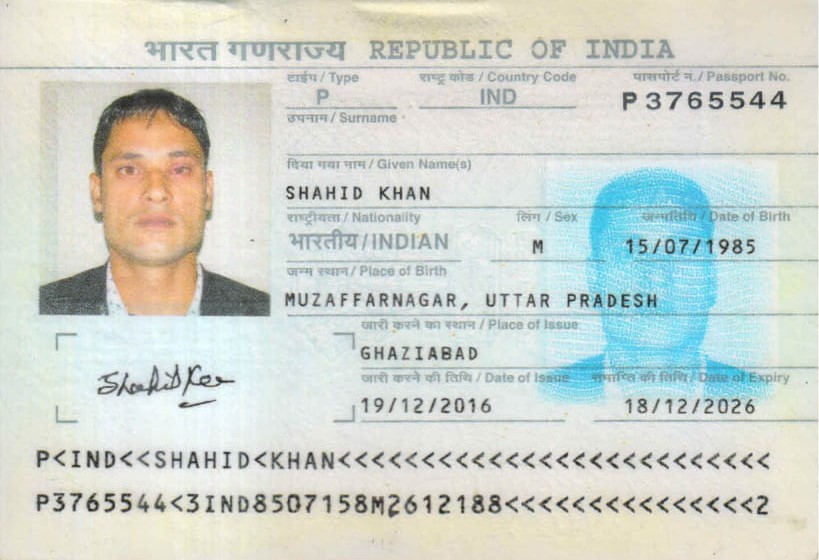 भारत गणराज्य REPUBLIC OF INDIA
टाईप / Type राष्ट्र कोड / Country Code पासपोर्ट न. / Passport No.
P IND P3765544
उपनाम / Surname
दिया गया नाम / Given Name(s)
SHAHID KHAN
राष्ट्रीयता / Nationality लिंग / Sex जन्मतिथि / Date of Birth
भारतीय/INDIAN M 15/07/1985
जन्म स्थान / Place of Birth
MUZAFFARNAGAR, UTTAR PRADESH
जारी करने का स्थान / Place of Issue
GHAZIABAD
जारी करने की तिथि / Date of Issue समाप्ति की तिथि / Date of Expiry
19/12/2016 18/12/2026
P<IND<<SHAHID<KHAN<<<<<<<<<<<<<<<<<<<<<<<<<<
P3765544<3IND8507158M2612188<<<<<<<<<<<<<<<2